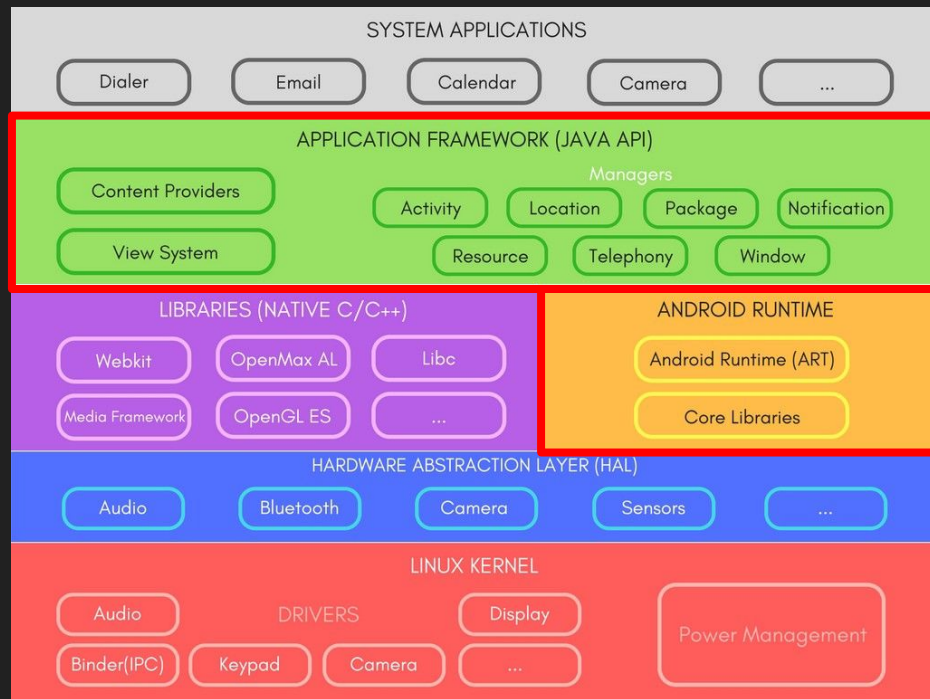 SYSTEM APPLICATIONS
Dialer Email Calendar Camera ...
APPLICATION FRAMEWORK (JAVA API)
Managers
Content Providers
Activity Location Package Notification
View System
Resource Telephony Window
LIBRARIES (NATIVE C/C++)
Webkit OpenMax AL Libc
Media Framework OpenGL ES ...
ANDROID RUNTIME
Android Runtime (ART)
Core Libraries
HARDWARE ABSTRACTION LAYER (HAL)
Audio Bluetooth Camera Sensors ...
LINUX KERNEL
Audio DRIVERS Display
Binder(IPC) Keypad Camera ...
Power Management